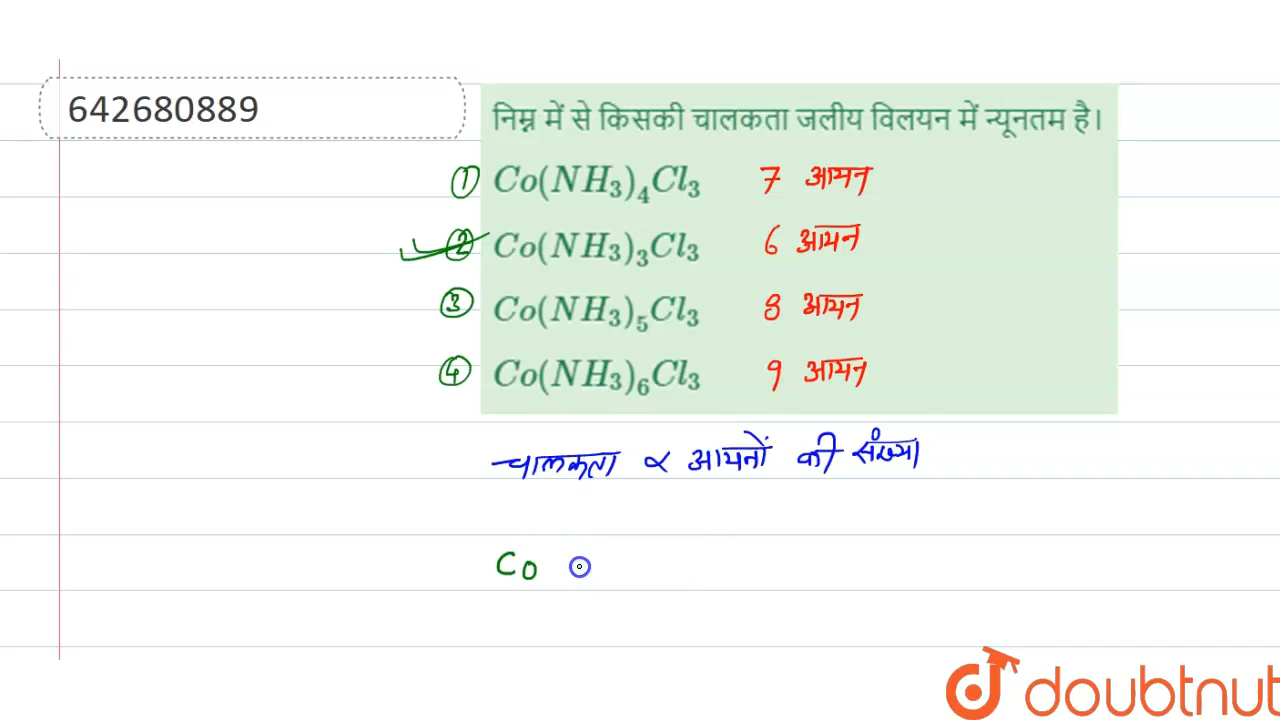 642680889
निम्न में से किसकी चालकता जलीय विलयन में न्यूनतम है।
① Co(NH₃)₄Cl₃ 7 आयन
② Co(NH₃)₃Cl₃ 6 आयन
③ Co(NH₃)₅Cl₃ 8 आयन
④ Co(NH₃)₆Cl₃ 9 आयन
चालकता ∝ आयनों की संख्या
Co
doubtnut